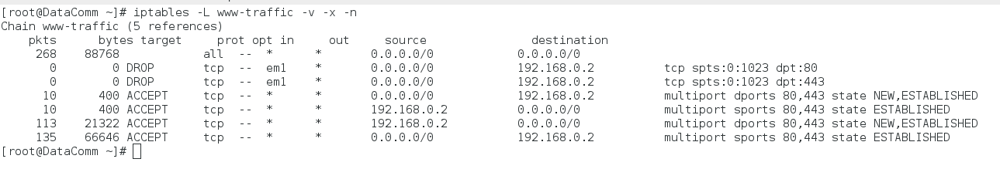 [root@DataComm ~]# iptables -L www-traffic -v -x -n
Chain www-traffic (5 references)
    pkts      bytes target     prot opt in     out     source               destination
     268    88768            all  --  *      *       0.0.0.0/0            0.0.0.0/0
       0        0 DROP       tcp  --  em1    *       0.0.0.0/0            192.168.0.2          tcp spts:0:1023 dpt:80
       0        0 DROP       tcp  --  em1    *       0.0.0.0/0            192.168.0.2          tcp spts:0:1023 dpt:443
      10      400 ACCEPT     tcp  --  *      *       0.0.0.0/0            192.168.0.2          multiport dports 80,443 state NEW,ESTABLISHED
      10      400 ACCEPT     tcp  --  *      *       192.168.0.2          0.0.0.0/0            multiport sports 80,443 state ESTABLISHED
     113    21322 ACCEPT     tcp  --  *      *       192.168.0.2          0.0.0.0/0            multiport dports 80,443 state NEW,ESTABLISHED
     135    66646 ACCEPT     tcp  --  *      *       0.0.0.0/0            192.168.0.2          multiport sports 80,443 state ESTABLISHED
[root@DataComm ~]#